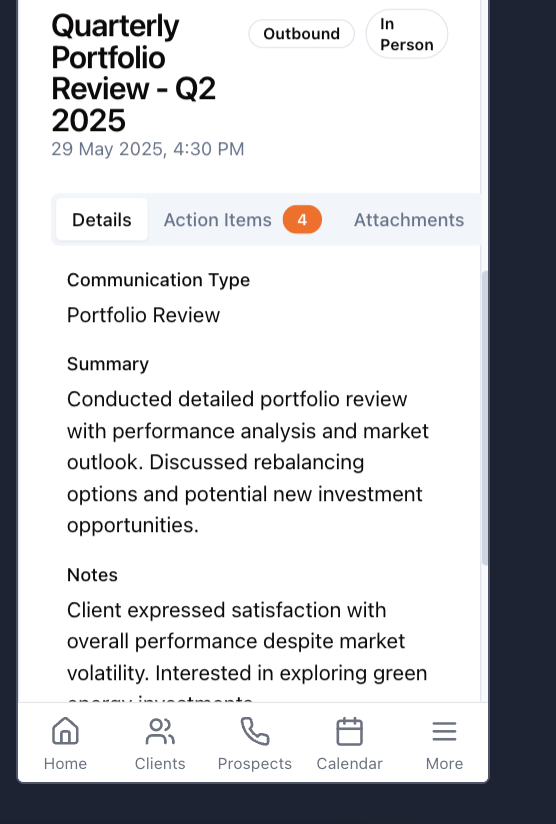 Quarterly
Portfolio
Review - Q2
2025
Outbound
In
Person
29 May 2025, 4:30 PM
Details
Action Items
4
Attachments
Communication Type
Portfolio Review
Summary
Conducted detailed portfolio review
with performance analysis and market
outlook. Discussed rebalancing
options and potential new investment
opportunities.
Notes
Client expressed satisfaction with
overall performance despite market
volatility. Interested in exploring green
energy investments.
Home
Clients
Prospects
Calendar
More